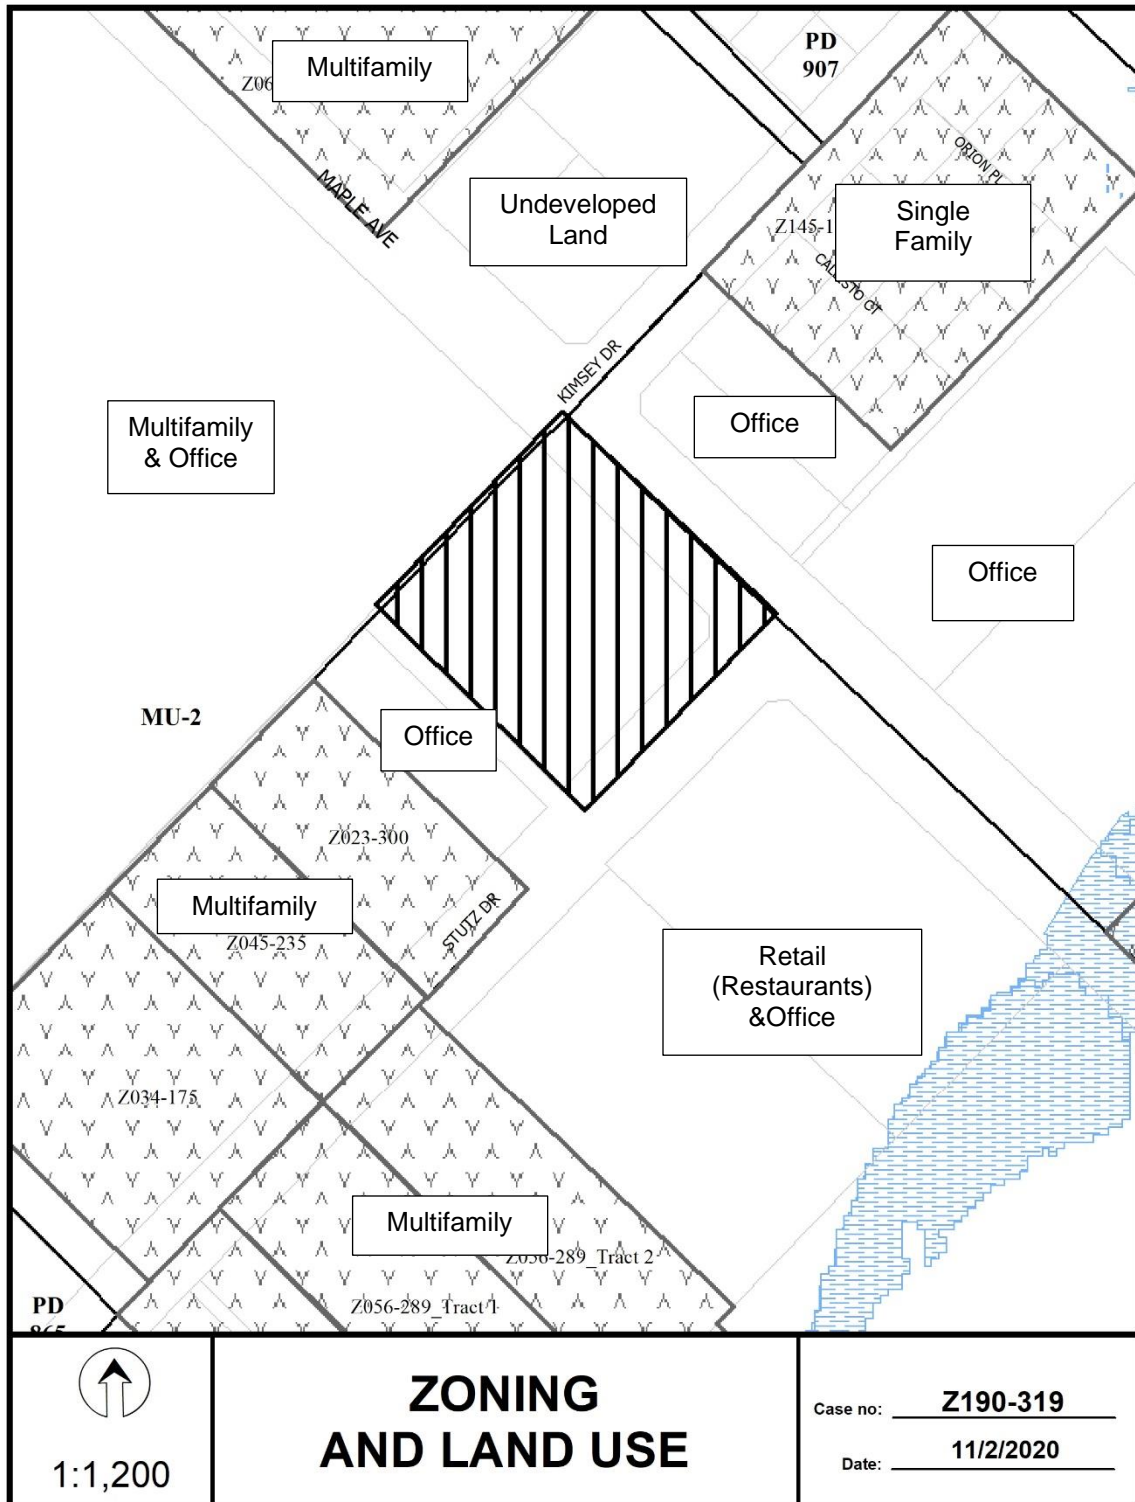 PD
907
Multifamily
Z06
ORION PL
MAPLE AVE
Undeveloped
Land
Single
Family
Z145-1
CALISTO CT
KIMSEY DR
Multifamily
& Office
Office
Office
MU-2
Office
Z023-300
Multifamily
Z045-235
STUTZ DR
Retail
(Restaurants)
&Office
Z034-175
Multifamily
Z056-289_Tract 2
Z056-289_Tract 1
PD
865
1:1,200
ZONING
AND LAND USE
Case no: Z190-319
Date: 11/2/2020